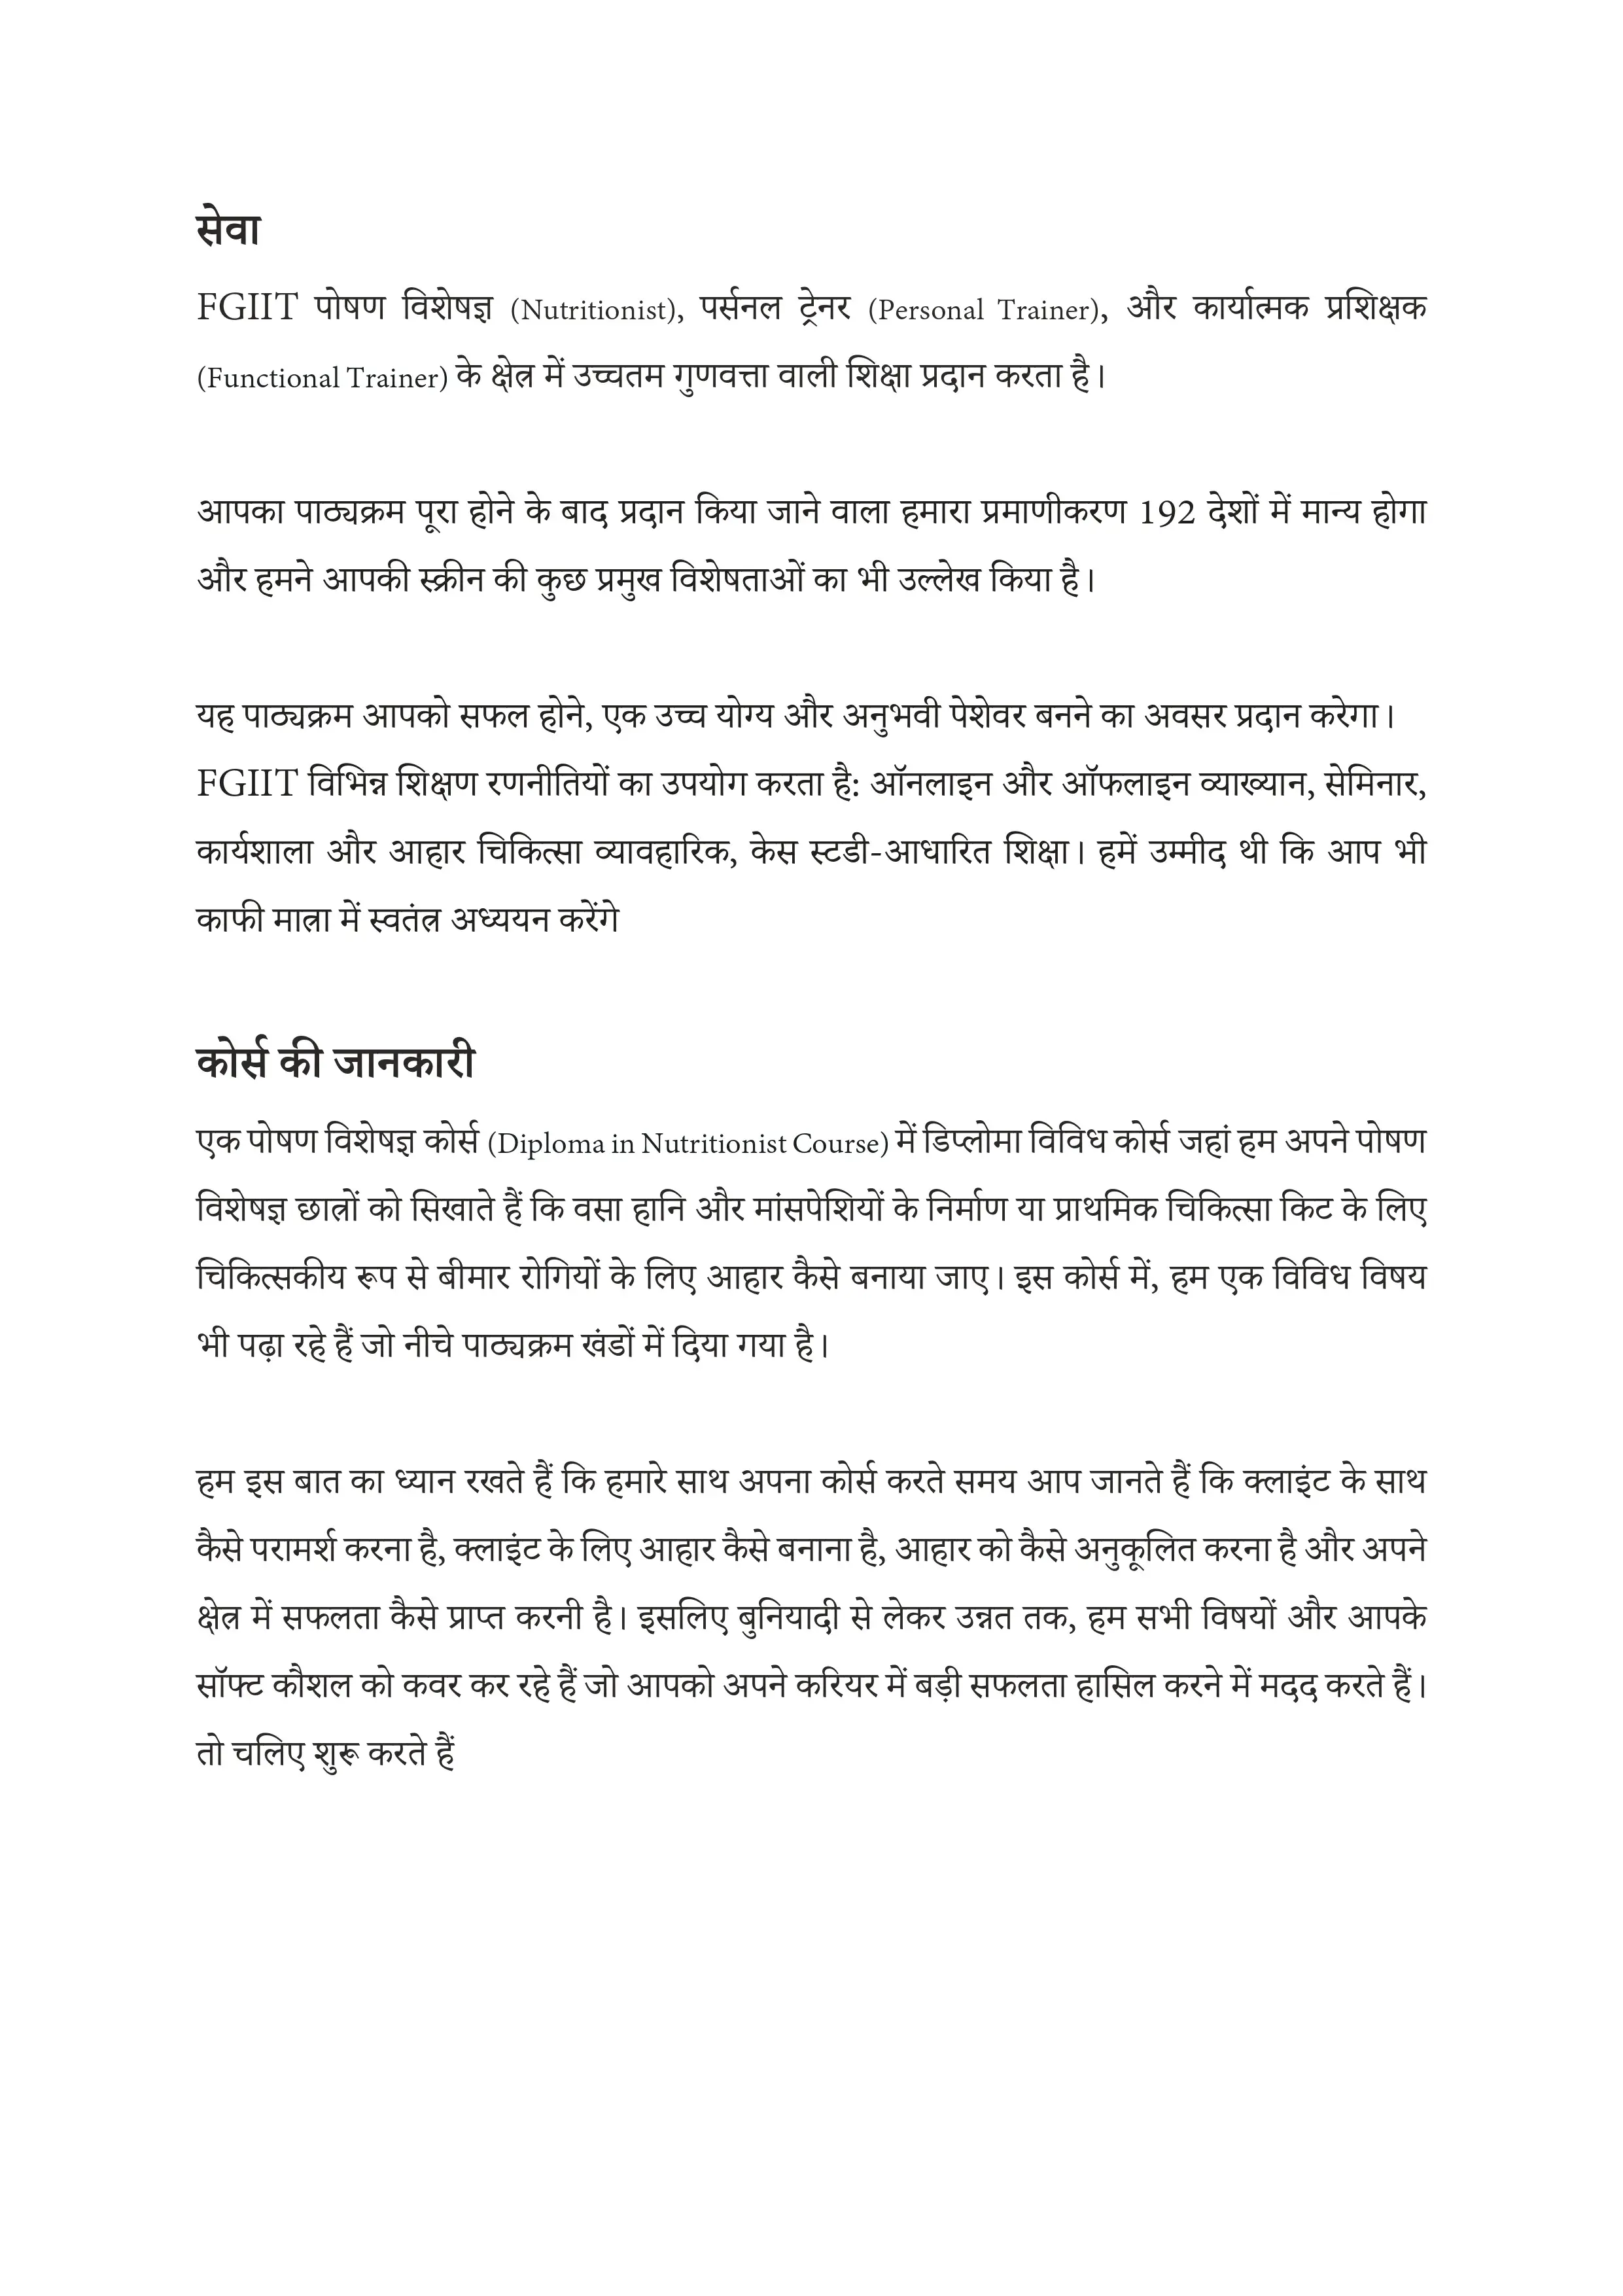 सेवा
FGIIT पोषण विशेषज्ञ (Nutritionist), पर्सनल ट्रेनर (Personal Trainer), और कार्यात्मक प्रशिक्षक
(Functional Trainer) के क्षेत्र में उच्चतम गुणवत्ता वाली शिक्षा प्रदान करता है।
आपका पाठ्यक्रम पूरा होने के बाद प्रदान किया जाने वाला हमारा प्रमाणीकरण 192 देशों में मान्य होगा
और हमने आपकी स्क्रीन की कुछ प्रमुख विशेषताओं का भी उल्लेख किया है।
यह पाठ्यक्रम आपको सफल होने, एक उच्च योग्य और अनुभवी पेशेवर बनने का अवसर प्रदान करेगा।
FGIIT विभिन्न शिक्षण रणनीतियों का उपयोग करता है: ऑनलाइन और ऑफलाइन व्याख्यान, सेमिनार,
कार्यशाला और आहार चिकित्सा व्यावहारिक, केस स्टडी-आधारित शिक्षा। हमें उम्मीद थी कि आप भी
काफी मात्रा में स्वतंत्र अध्ययन करेंगे
कोर्स की जानकारी
एक पोषण विशेषज्ञ कोर्स (Diploma in Nutritionist Course) में डिप्लोमा विविध कोर्स जहां हम अपने पोषण
विशेषज्ञ छात्रों को सिखाते हैं कि वसा हानि और मांसपेशियों के निर्माण या प्राथमिक चिकित्सा किट के लिए
चिकित्सकीय रूप से बीमार रोगियों के लिए आहार कैसे बनाया जाए। इस कोर्स में, हम एक विविध विषय
भी पढ़ा रहे हैं जो नीचे पाठ्यक्रम खंडों में दिया गया है।
हम इस बात का ध्यान रखते हैं कि हमारे साथ अपना कोर्स करते समय आप जानते हैं कि क्लाइंट के साथ
कैसे परामर्श करना है, क्लाइंट के लिए आहार कैसे बनाना है, आहार को कैसे अनुकूलित करना है और अपने
क्षेत्र में सफलता कैसे प्राप्त करनी है। इसलिए बुनियादी से लेकर उन्नत तक, हम सभी विषयों और आपके
सॉफ्ट कौशल को कवर कर रहे हैं जो आपको अपने करियर में बड़ी सफलता हासिल करने में मदद करते हैं।
तो चलिए शुरू करते हैं